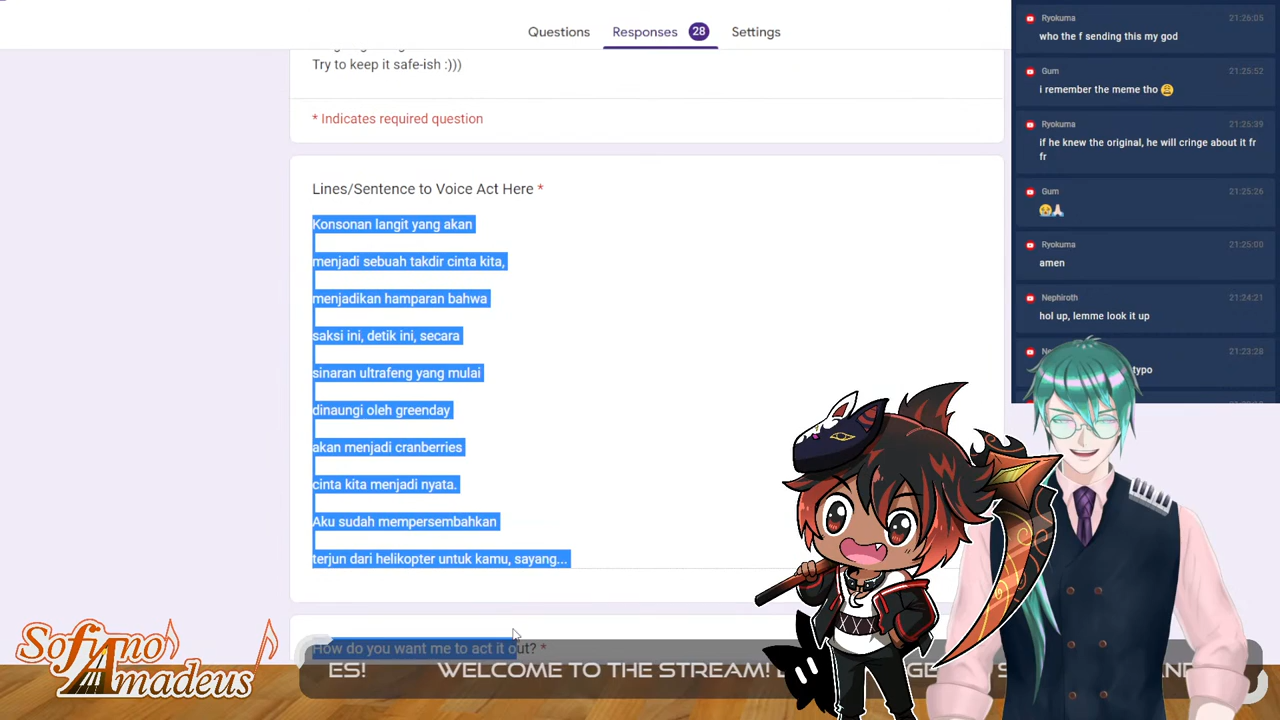 Questions
Responses 28
Settings
Try to keep it safe-ish :)))
* Indicates required question
Lines/Sentence to Voice Act Here *
Konsonan langit yang akan
menjadi sebuah takdir cinta kita,
menjadikan hamparan bahwa
saksi ini, detik ini, secara
sinaran ultrafeng yang mulai
dinaungi oleh greenday
akan menjadi cranberries
cinta kita menjadi nyata.
Aku sudah mempersembahkan
terjun dari helikopter untuk kamu, sayang...
How do you want me to act it out? *
ES! WELCOME TO THE STREAM!
Sofimo
Amadeus
Ryokuma 21:26:05
who the f sending this my god
Gum 21:25:52
i remember the meme tho 😩
Ryokuma 21:25:39
if he knew the original, he will cringe about it fr
fr
Gum 21:25:26
😭🙏🏻
Ryokuma 21:25:00
amen
Nephiroth 21:24:21
hol up, lemme look it up
21:23:28
typo